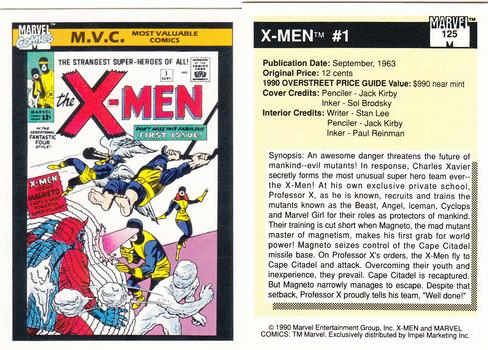 MARVEL COMICS
M.V.C. MOST VALUABLE
COMICS
THE STRANGEST SUPER-HEROES OF ALL!
MARVEL
COMICS
12¢
1
SEPT.
the X-MEN
IN THE
SENSATIONAL
FANTASTIC
FOUR STYLE!
DON'T MISS THIS FABULOUS
FIRST ISSUE!
X-MEN
VERSUS
MAGNETO
EARTH'S MOST
POWERFUL
SUPER-VILLAIN!
X-MEN™ #1
MARVEL™
125
M
Publication Date: September, 1963
Original Price: 12 cents
1990 OVERSTREET PRICE GUIDE Value: $990 near mint
Cover Credits: Penciler - Jack Kirby
Inker - Sol Brodsky
Interior Credits: Writer - Stan Lee
Penciler - Jack Kirby
Inker - Paul Reinman
Synopsis: An awesome danger threatens the future of
mankind--evil mutants! In response, Charles Xavier
secretly forms the most unusual super hero team ever--
the X-Men! At his own exclusive private school,
Professor X, as he is known, recruits and trains the
mutants known as the Beast, Angel, Iceman, Cyclops
and Marvel Girl for their roles as protectors of mankind.
Their training is cut short when Magneto, the mad mutant
master of magnetism, makes his first grab for world
power! Magneto seizes control of the Cape Citadel
missile base. On Professor X's orders, the X-Men fly to
Cape Citadel and attack. Overcoming their youth and
inexperience, they prevail. Cape Citadel is recaptured.
But Magneto narrowly manages to escape. Despite that
setback, Professor X proudly tells his team, "Well done!"
© 1990 Marvel Entertainment Group, Inc. X-MEN and MARVEL
COMICS: TM Marvel. Exclusively distributed by Impel Marketing Inc.